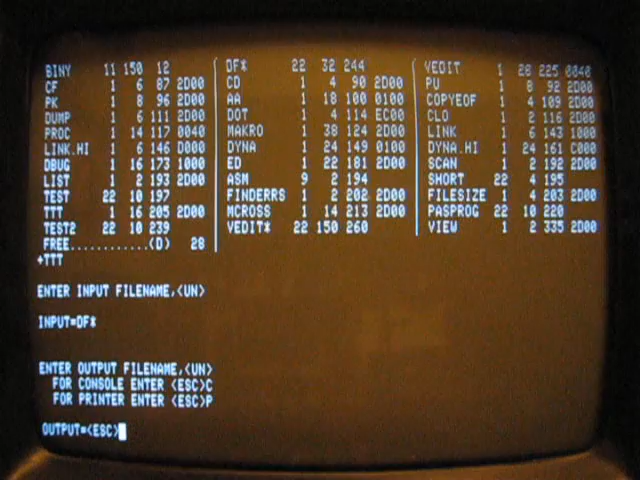 BINY 11 150 12 DF* 22 32 244 VEDIT 1 28 225 0040
CF 1 6 87 2D00 CD 1 4 90 2D00 PU 1 8 92 2D00
PK 1 8 96 2D00 AA 1 18 100 0100 COPYEOF 1 4 109 2D00
DUMP 1 6 111 2D00 DOT 1 4 114 EC00 CLO 1 2 116 2D00
PROC 1 14 117 0040 MAKRO 1 38 124 2D00 LINK 1 6 143 1000
LINK.HI 1 6 146 D000 DYNA 1 24 149 0100 DYNA.HI 1 24 161 C000
DBUG 1 16 173 1000 ED 1 22 181 2D00 SCAN 1 2 192 2D00
LIST 1 2 193 2D00 ASM 9 2 194 SHORT 22 4 195
TEST 22 10 197 FINDERRS 1 2 202 2D00 FILESIZE 1 4 203 2D00
TTT 1 16 205 2D00 MCROSS 1 14 213 2D00 PASPROG 22 10 220
TEST2 22 10 239 VEDIT* 22 150 260 VIEW 1 2 335 2D00
FREE............(D) 28
+TTT
ENTER INPUT FILENAME,<UN>
INPUT=DF*
ENTER OUTPUT FILENAME,<UN>
FOR CONSOLE ENTER <ESC>C
FOR PRINTER ENTER <ESC>P
OUTPUT=<ESC>